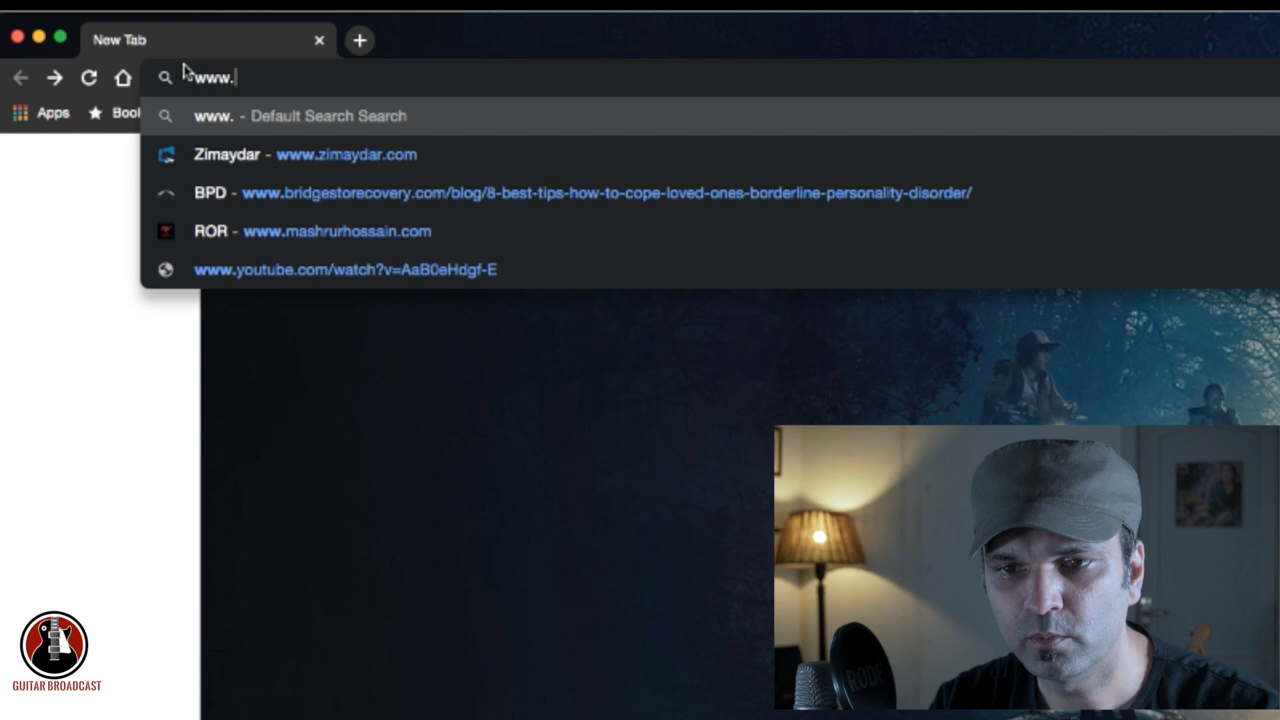 New Tab
www.
Apps ★ Bool
www. - Default Search Search
Zimaydar - www.zimaydar.com
BPD - www.bridgestorecovery.com/blog/8-best-tips-how-to-cope-loved-ones-borderline-personality-disorder/
ROR - www.mashrurhossain.com
www.youtube.com/watch?v=AaB0eHdgf-E
RODE
GUITAR BROADCAST